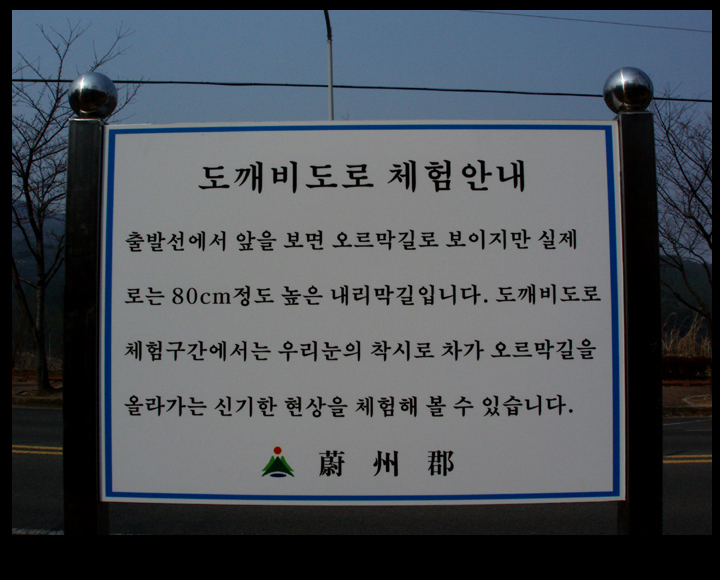 도깨비도로 체험안내
출발선에서 앞을 보면 오르막길로 보이지만 실제
로는 80cm정도 높은 내리막길입니다. 도깨비도로
체험구간에서는 우리눈의 착시로 차가 오르막길을
올라가는 신기한 현상을 체험해 볼 수 있습니다.
蔚州郡